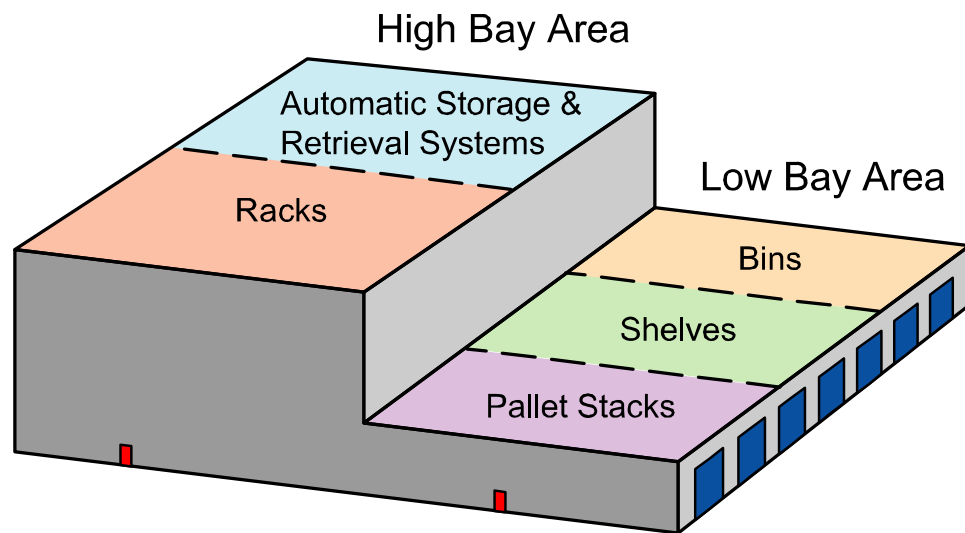 High Bay Area
Automatic Storage &
Retrieval Systems
Racks
Low Bay Area
Bins
Shelves
Pallet Stacks